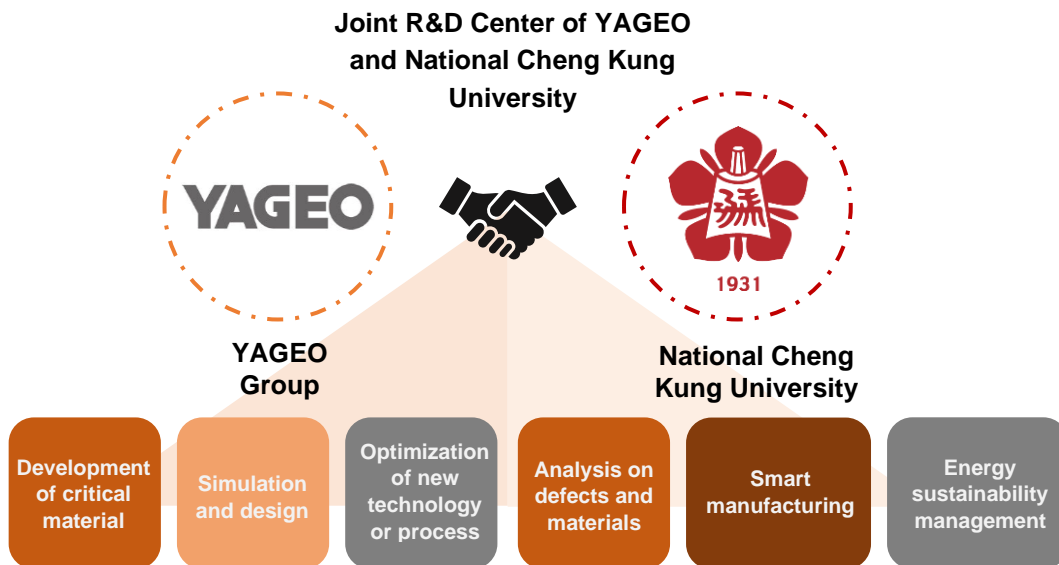 Joint R&D Center of YAGEO
and National Cheng Kung
University
YAGEO
1931
YAGEO
Group
National Cheng
Kung University
Development
of critical
material
Simulation
and design
Optimization
of new
technology
or process
Analysis on
defects and
materials
Smart
manufacturing
Energy
sustainability
management